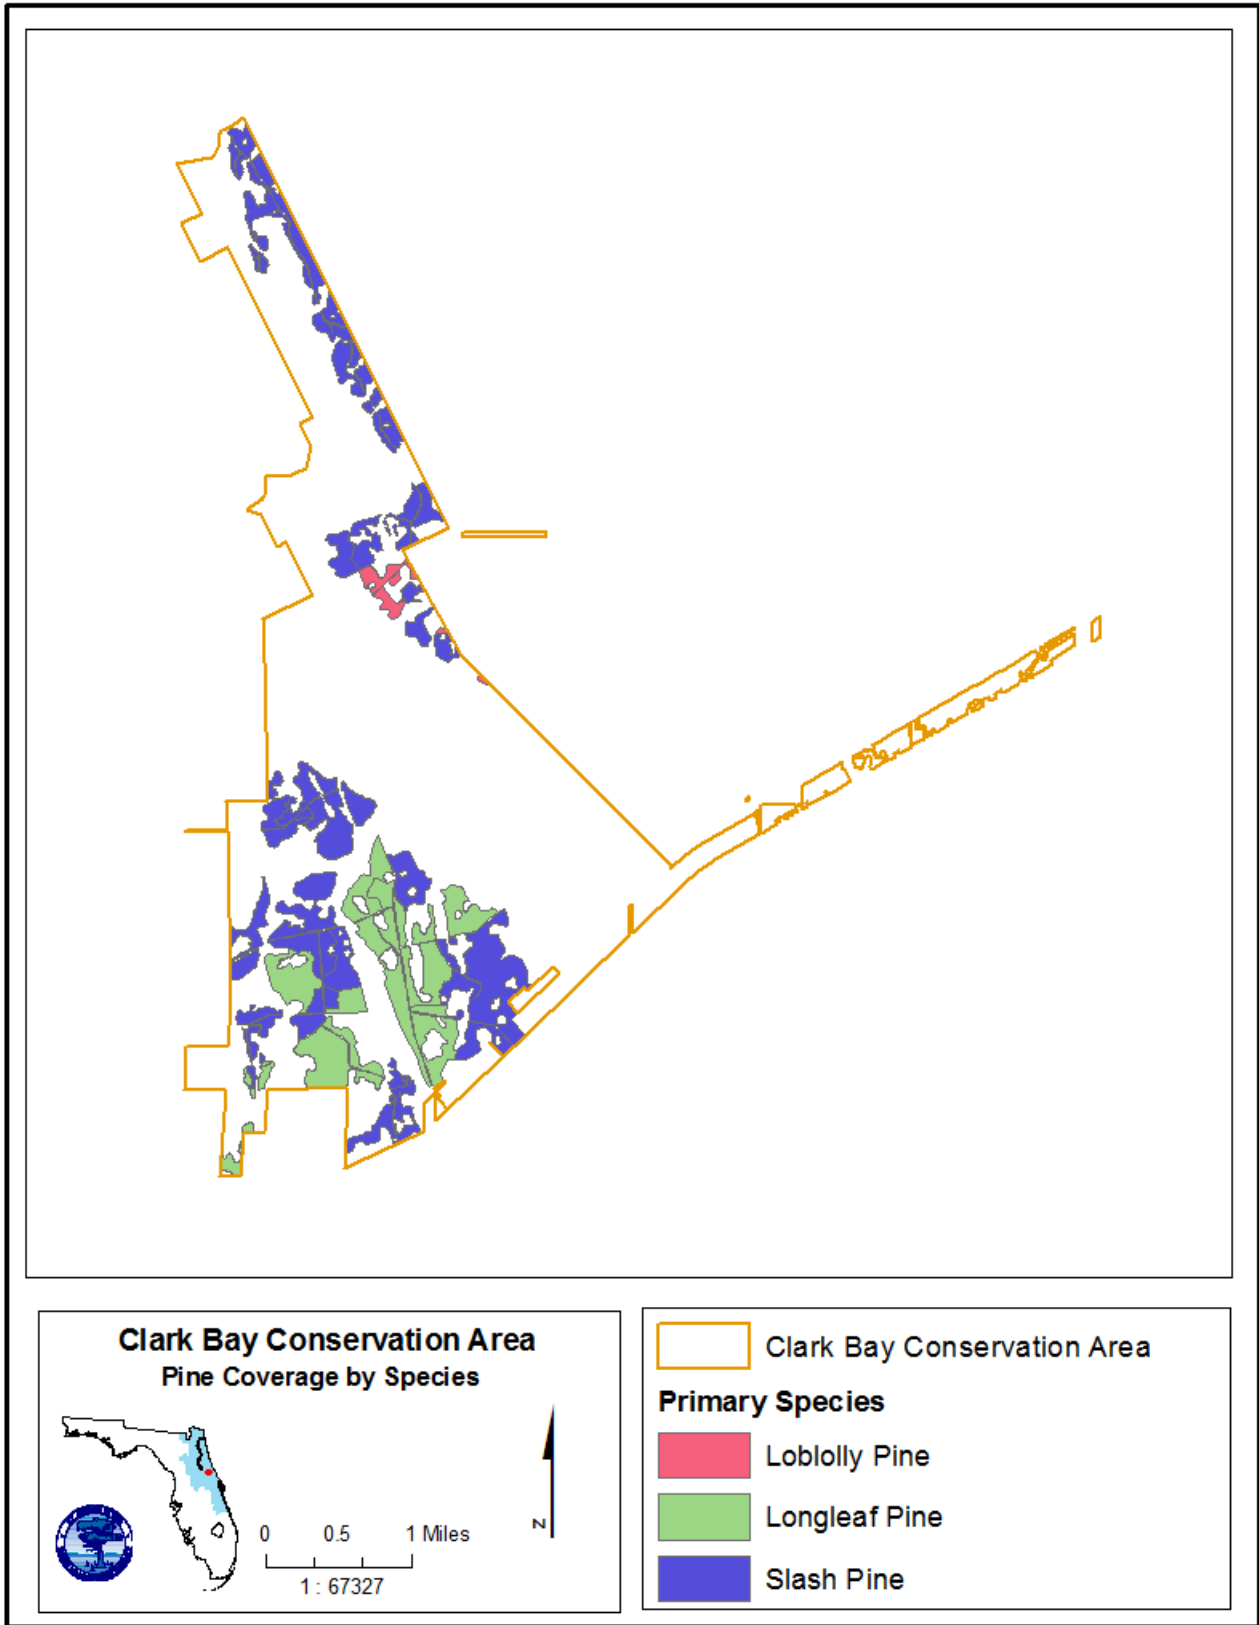 Clark Bay Conservation Area
Pine Coverage by Species
0 0.5 1 Miles
1 : 67327
N
Clark Bay Conservation Area
Primary Species
Loblolly Pine
Longleaf Pine
Slash Pine